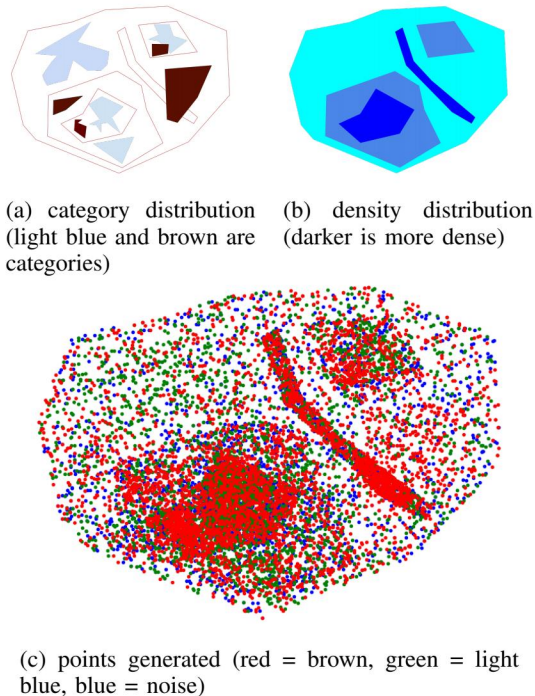 (a) category distribution
(light blue and brown are
categories)
(b) density distribution
(darker is more dense)
(c) points generated (red = brown, green = light
blue, blue = noise)